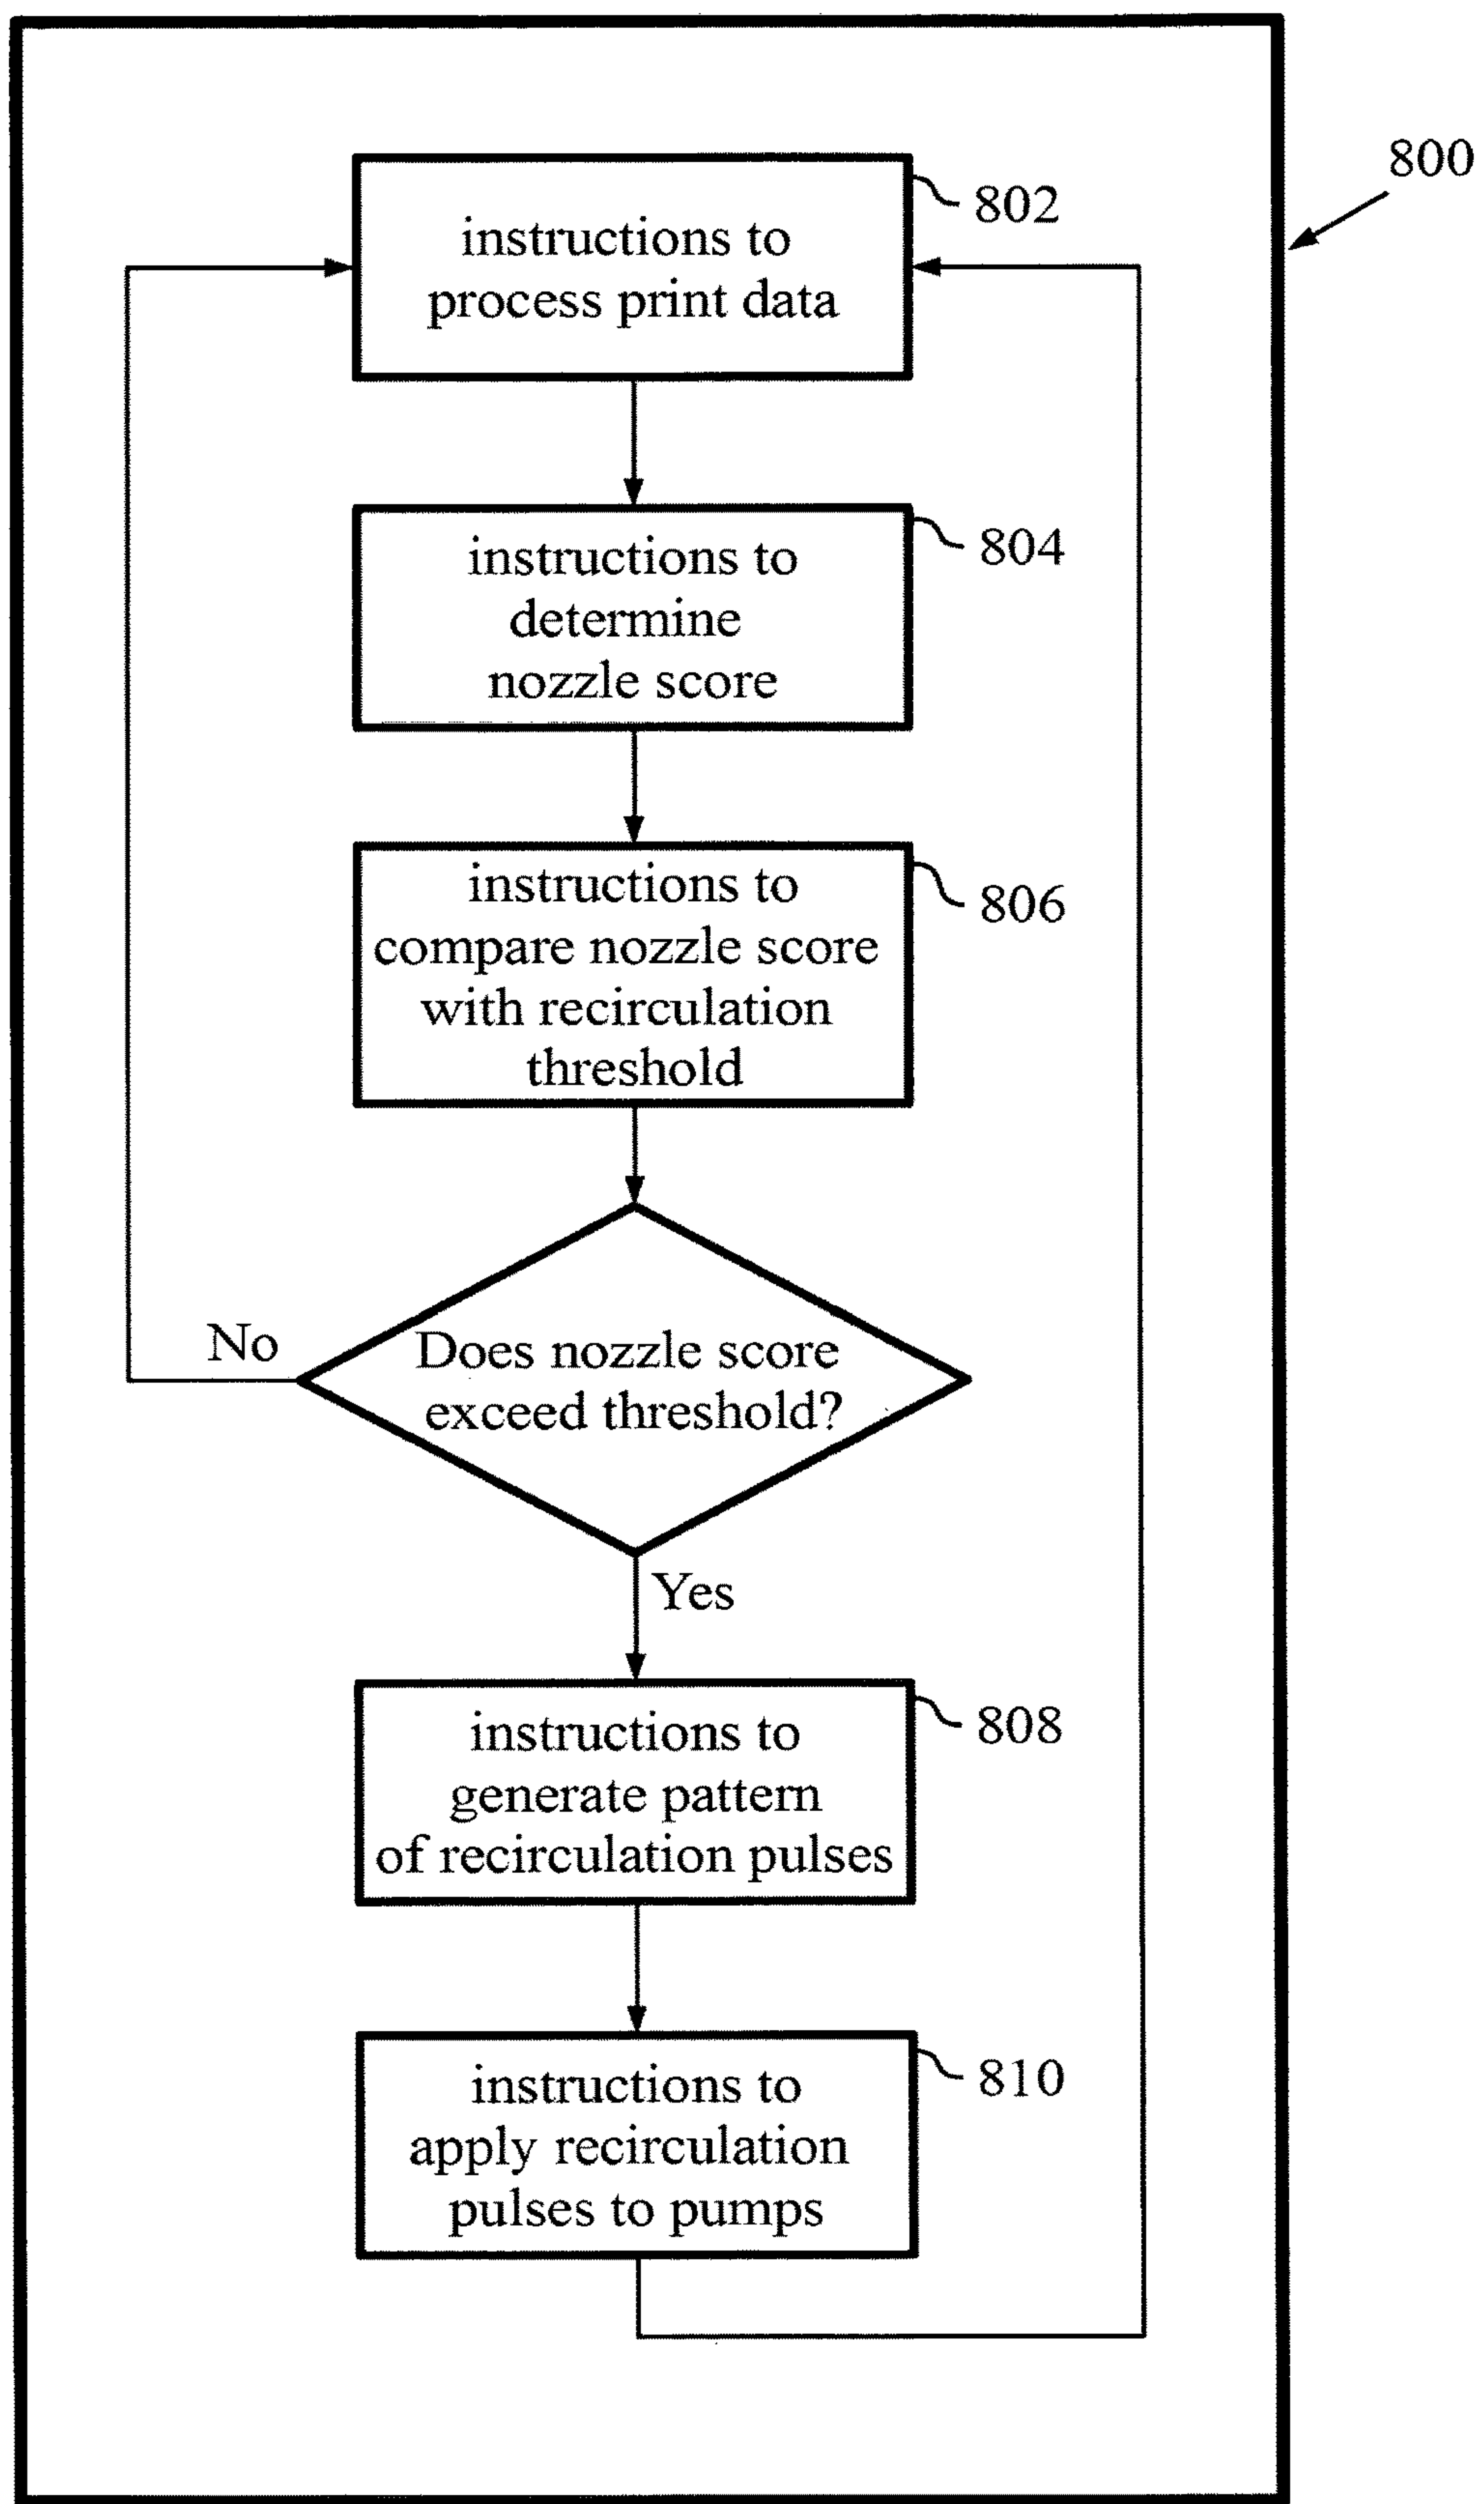 800
802
instructions to
process print data
804
instructions to
determine
nozzle score
806
instructions to
compare nozzle score
with recirculation
threshold
No
Does nozzle score
exceed threshold?
Yes
808
instructions to
generate pattern
of recirculation pulses
810
instructions to
apply recirculation
pulses to pumps